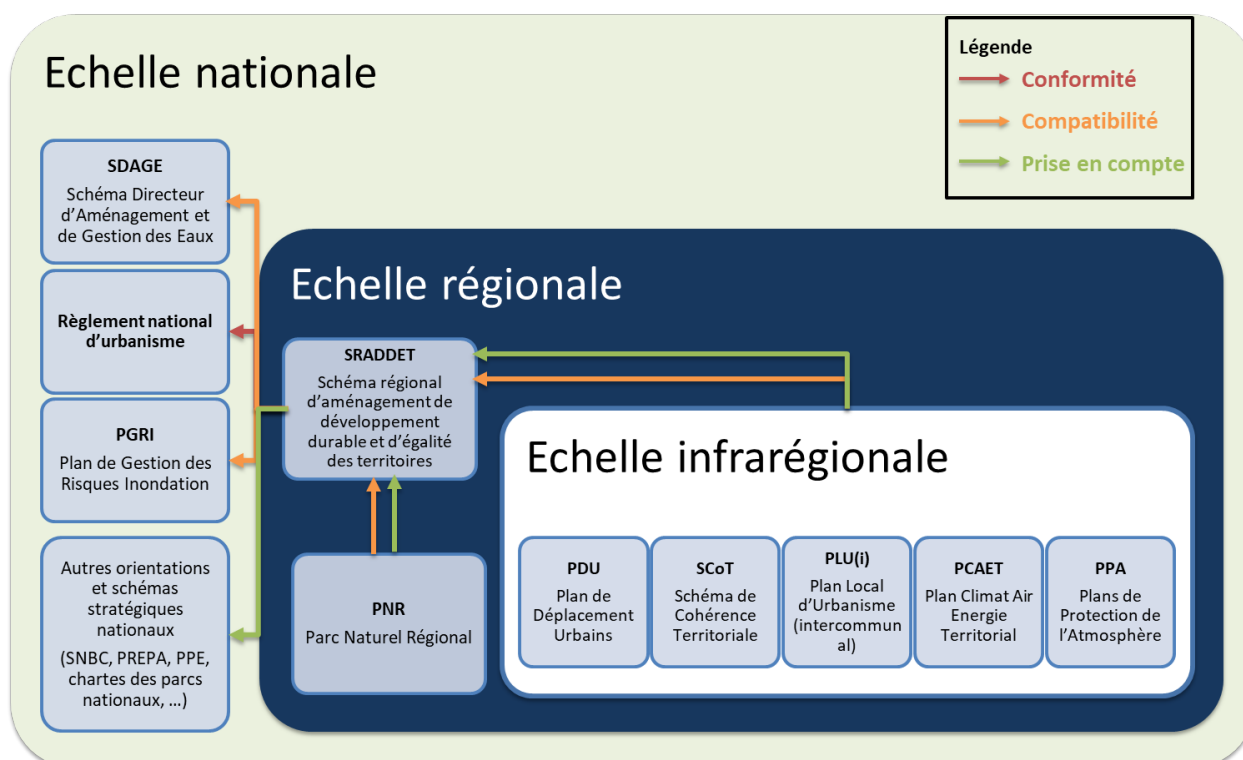 Echelle nationale
Légende
Conformité
Compatibilité
Prise en compte
SDAGE
Schéma Directeur
d'Aménagement et
de Gestion des Eaux
Règlement national
d'urbanisme
PGRI
Plan de Gestion des
Risques Inondation
Autres orientations
et schémas
stratégiques
nationaux
(SNBC, PREPA, PPE,
chartes des parcs
nationaux, ...)
Echelle régionale
SRADDET
Schéma régional
d'aménagement de
développement
durable et d'égalité
des territoires
PNR
Parc Naturel Régional
Echelle infrarégionale
PDU
Plan de
Déplacement
Urbains
SCoT
Schéma de
Cohérence
Territoriale
PLU(i)
Plan Local
d'Urbanisme
(intercommun
al)
PCAET
Plan Climat Air
Energie
Territorial
PPA
Plans de
Protection de
l'Atmosphère